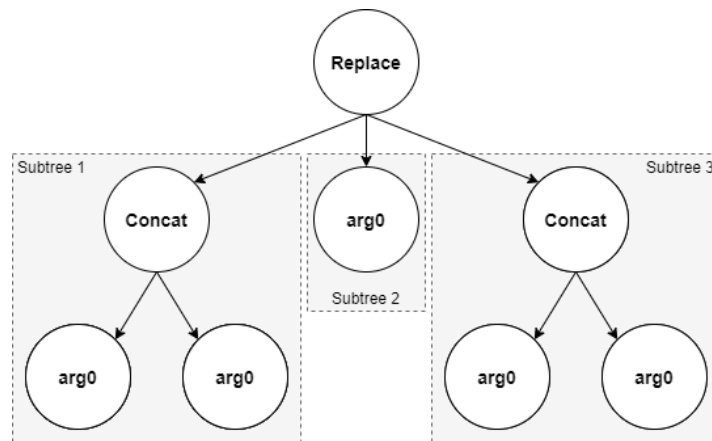 Replace
Subtree 1
Subtree 3
Concat
arg0
Concat
Subtree 2
arg0
arg0
arg0
arg0